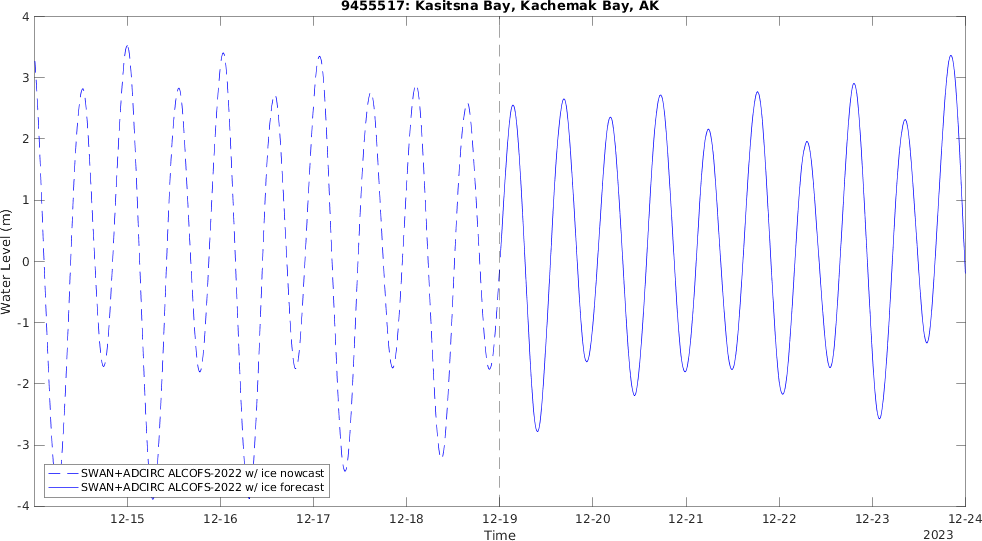 9455517: Kasitsna Bay, Kachemak Bay, AK
4
3
2
1
0
-1
-2
-3
-4
Water Level (m)
SWAN+ADCIRC ALCOFS-2022 w/ ice nowcast
SWAN+ADCIRC ALCOFS-2022 w/ ice forecast
12-15 12-16 12-17 12-18 12-19 12-20 12-21 12-22 12-23 12-24
Time
2023